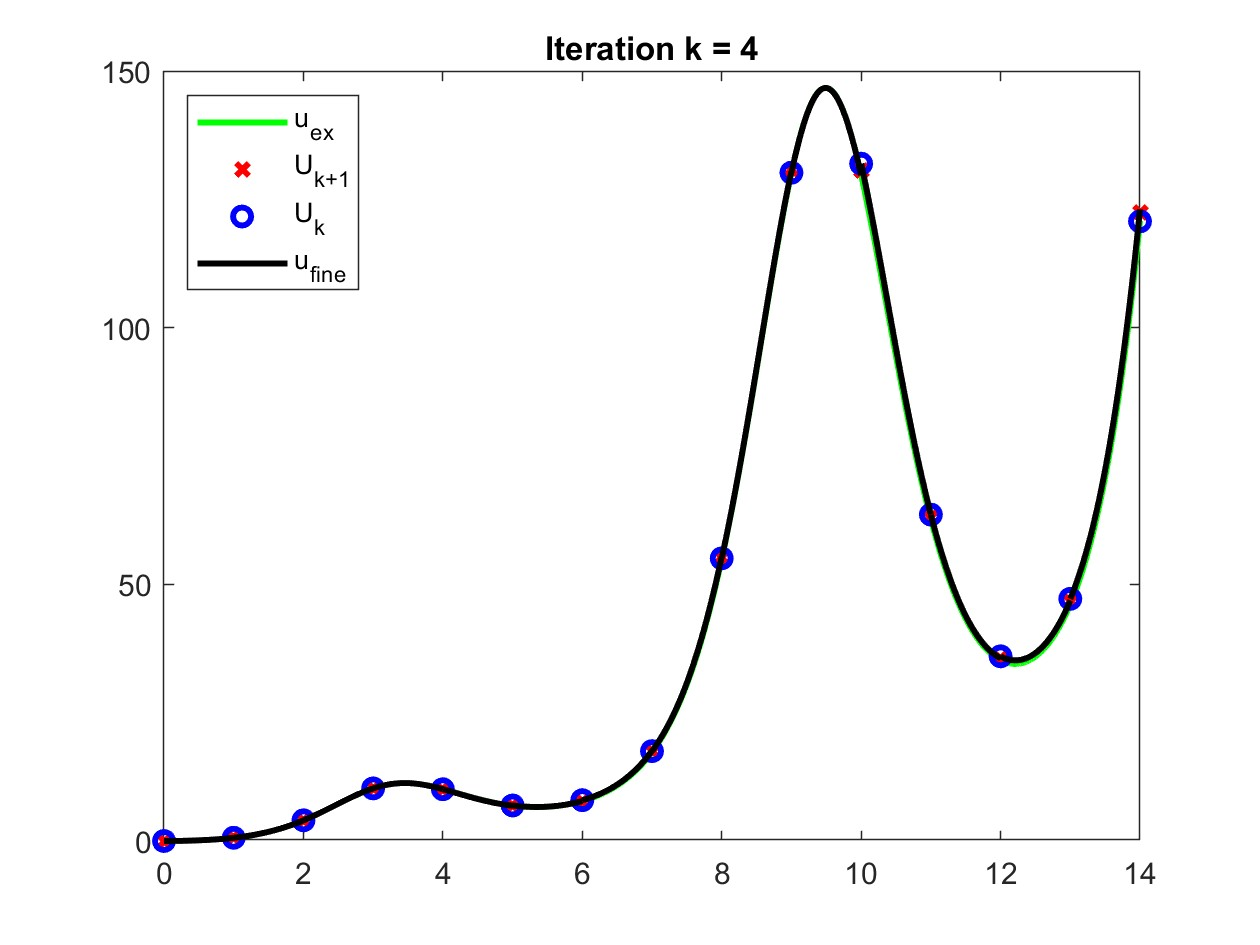 Iteration k = 4
150
100
50
0
u_ex
U_k+1
U_k
u_fine
0 2 4 6 8 10 12 14